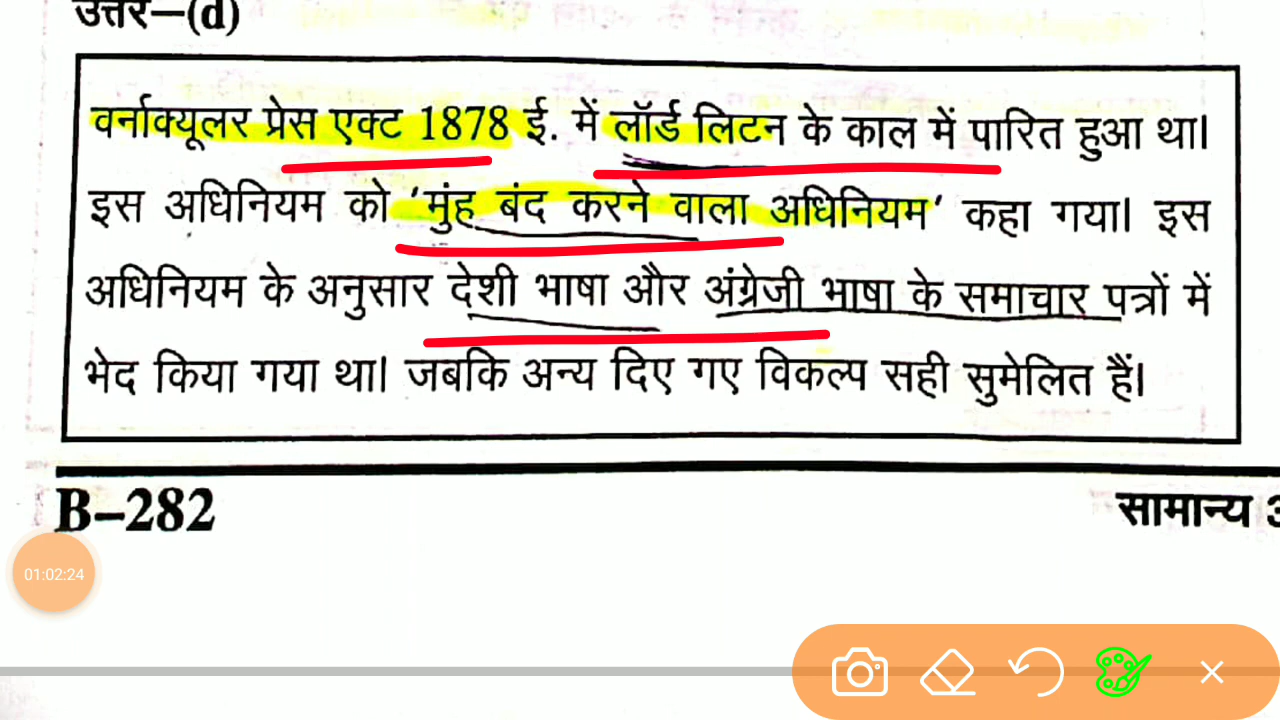 उत्तर–(d)
वर्नाक्यूलर प्रेस एक्ट 1878 ई. में लॉर्ड लिटन के काल में पारित हुआ था।
इस अधिनियम को ‘मुंह बंद करने वाला अधिनियम’ कहा गया। इस
अधिनियम के अनुसार देशी भाषा और अंग्रेजी भाषा के समाचार पत्रों में
भेद किया गया था। जबकि अन्य दिए गए विकल्प सही सुमेलित हैं।
B–282
सामान्य
01:02:24